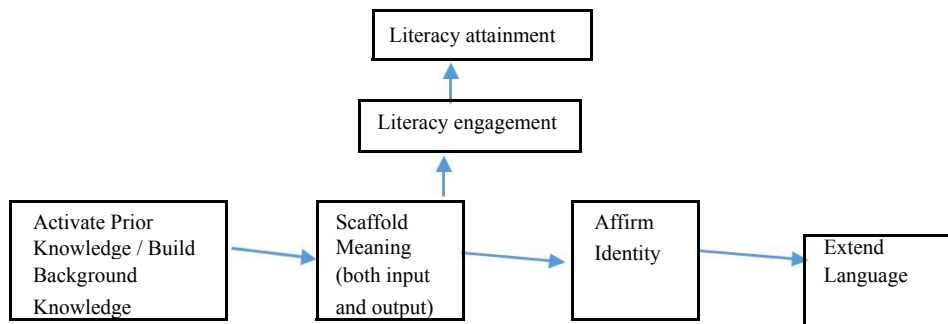 Literacy attainment
Literacy engagement
Activate Prior
Knowledge / Build
Background
Knowledge
Scaffold
Meaning
(both input
and output)
Affirm
Identity
Extend
Language